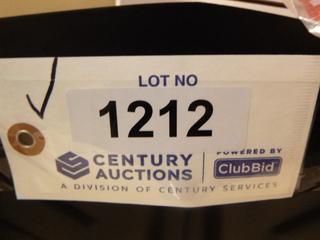 LOT NO
1212
CENTURY AUCTIONS
POWERED BY
ClubBid
A DIVISION OF CENTURY SERVICES